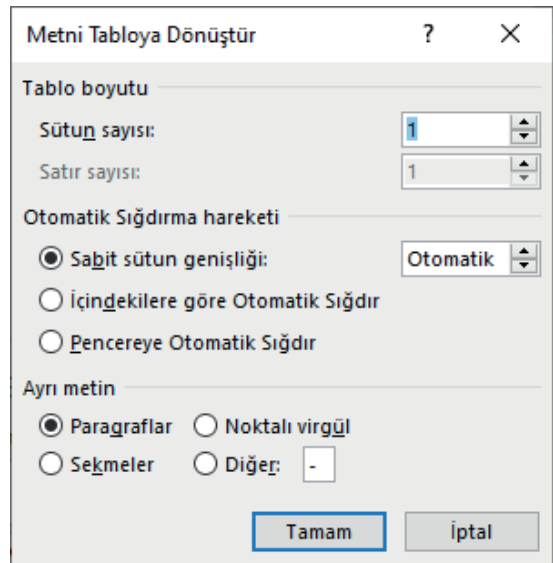 Metni Tabloya Dönüştür ? ×
Tablo boyutu
Sütun sayısı: 1
Satır sayısı: 1
Otomatik Sığdırma hareketi
Sabit sütun genişliği: Otomatik
İçindekilere göre Otomatik Sığdır
Pencereye Otomatik Sığdır
Ayrı metin
Paragraflar Noktalı virgül
Sekmeler Diğer: -
Tamam İptal